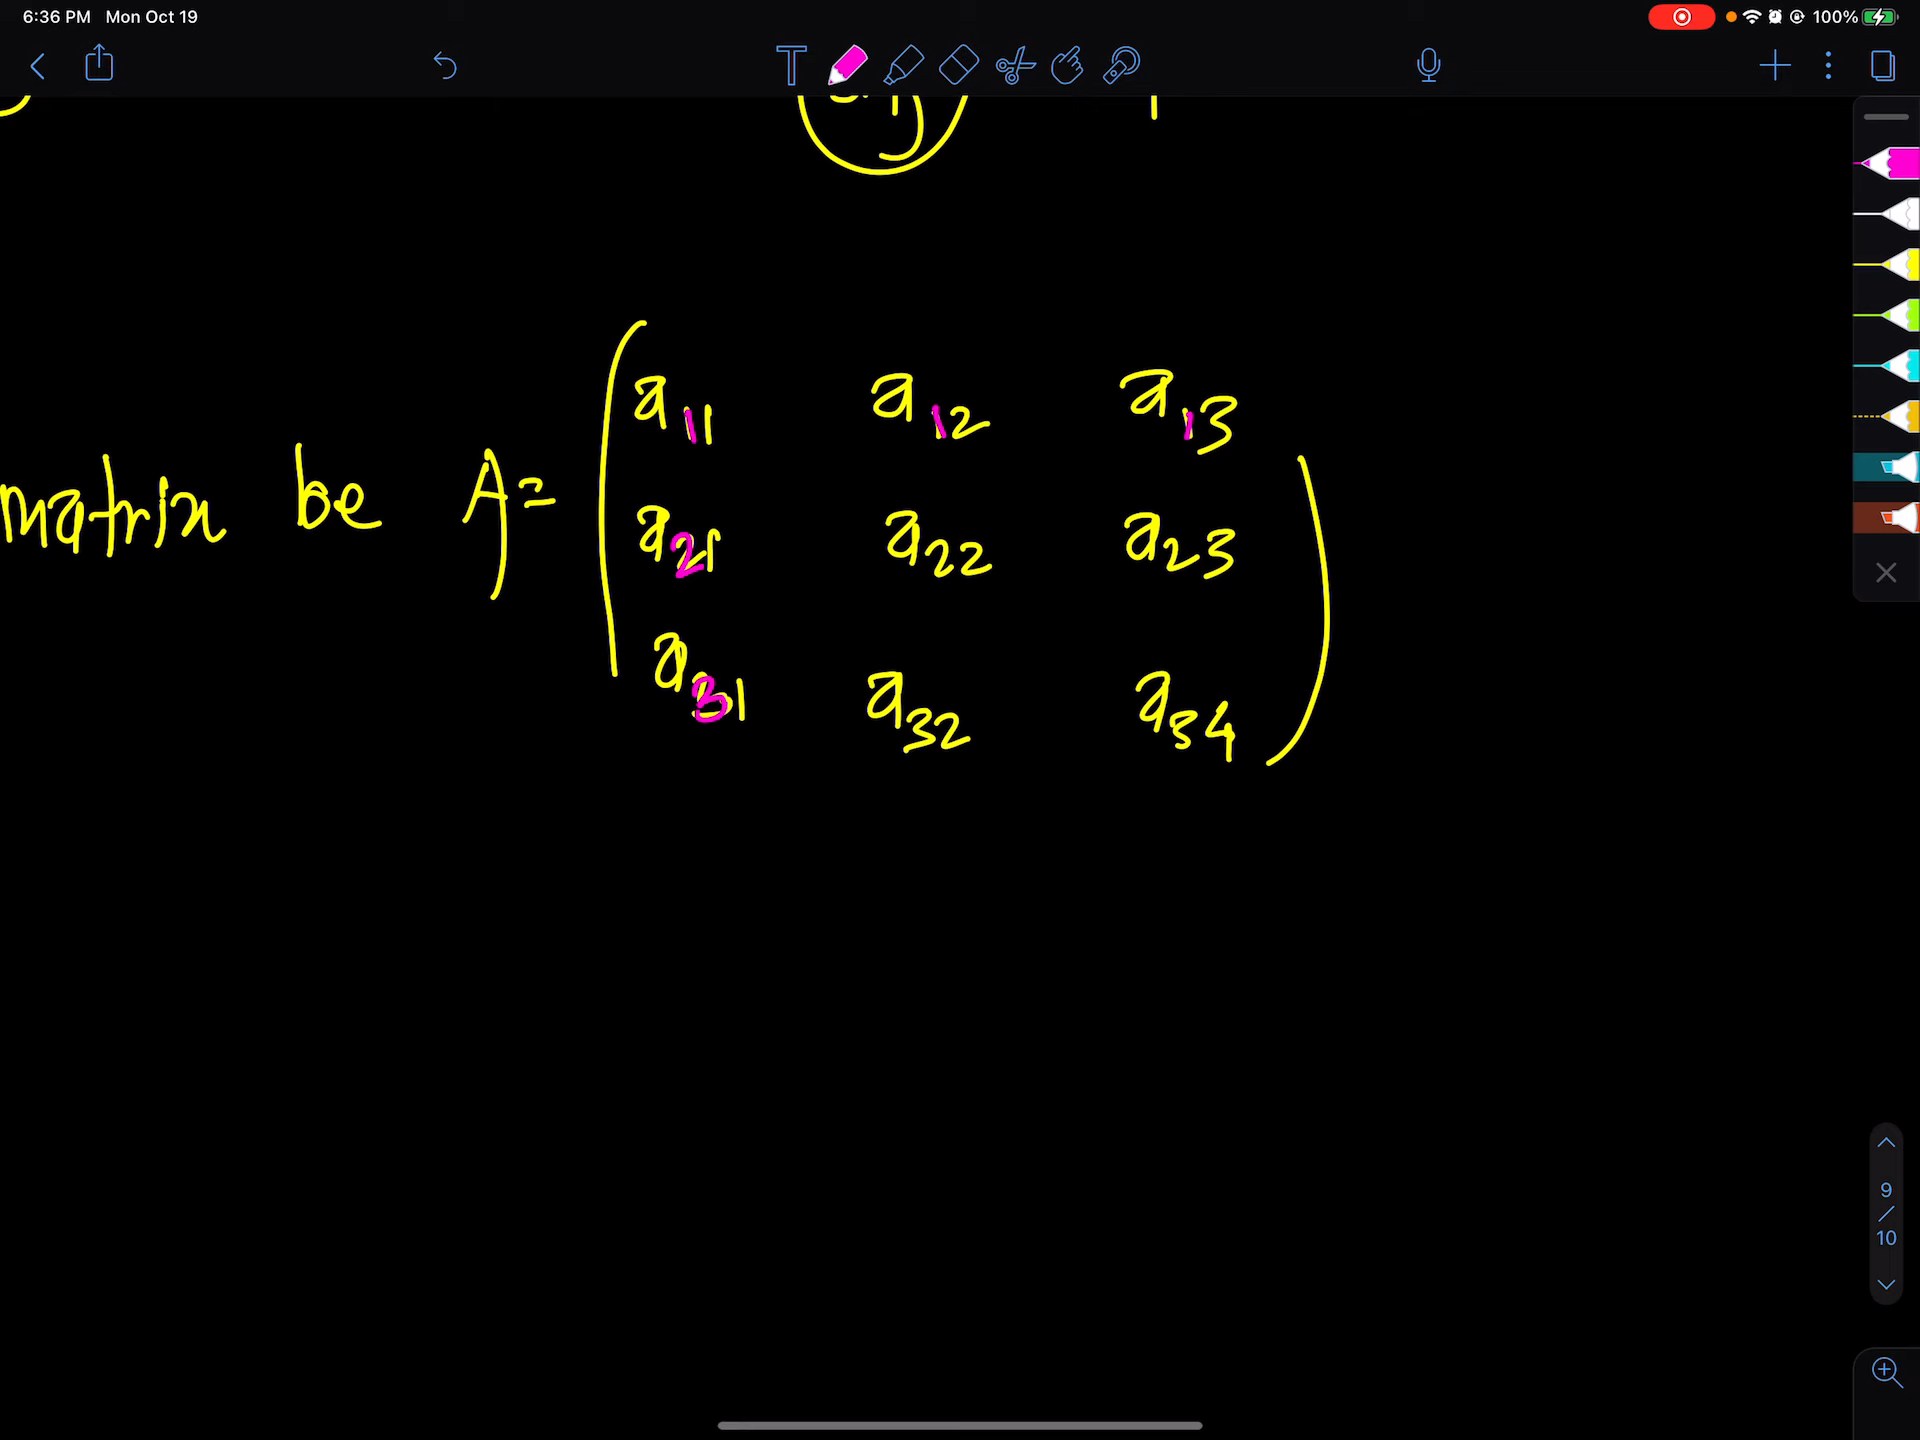 6:36 PM Mon Oct 19
100%
a11 a12 a13
matrix be A=
a21 a22 a23
a31 a32 a34
9
/
10